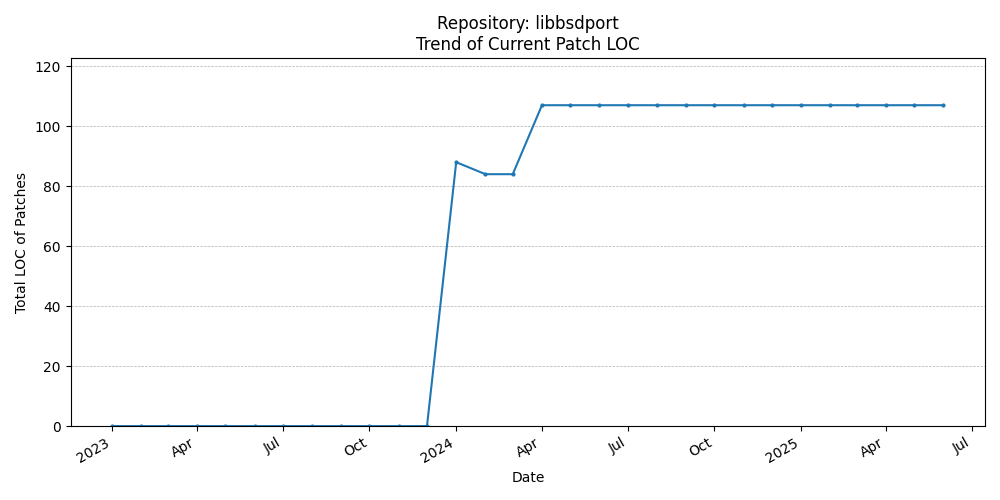 Repository: libbsdport
Trend of Current Patch LOC
Total LOC of Patches
120
100
80
60
40
20
0
2023
Apr
Jul
Oct
2024
Apr
Jul
Oct
2025
Apr
Jul
Date